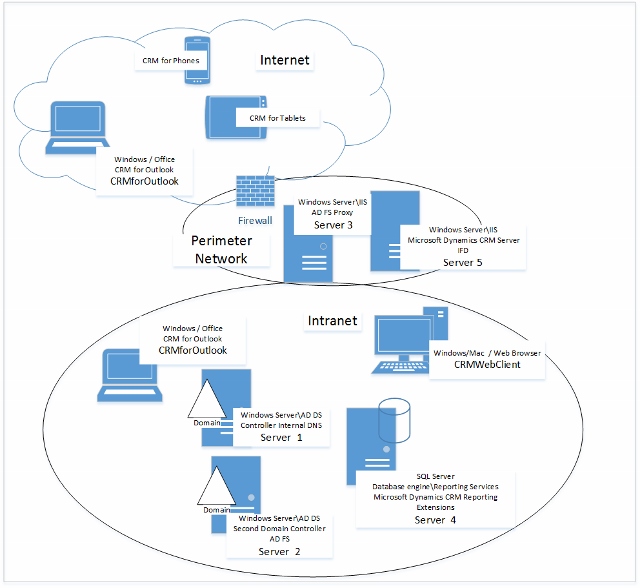 CRM for Phones
Internet
CRM for Tablets
Windows / Office
CRM for Outlook
CRMforOutlook
Firewall
Perimeter
Network
Windows Server\IIS
AD FS Proxy
Server 3
Windows Server\IIS
Microsoft Dynamics CRM Server
IFD
Server 5
Windows / Office
CRM for Outlook
CRMforOutlook
Intranet
Windows/Mac / Web Browser
CRMWebClient
Domain
Windows Server\AD DS
Controller Internal DNS
Server 1
Domain
Windows Server\AD DS
Second Domain Controller
AD FS
Server 2
SQL Server
Database engine\Reporting Services
Microsoft Dynamics CRM Reporting
Extensions
Server 4